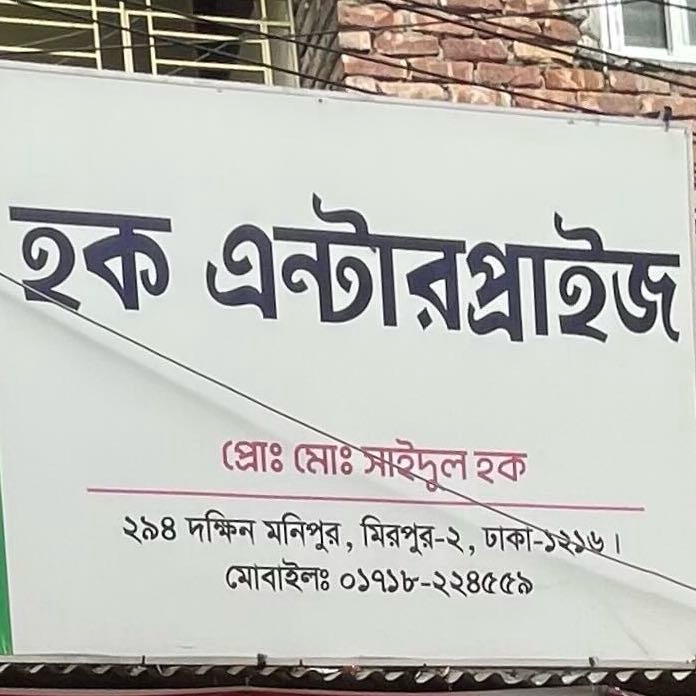 হক এন্টারপ্রাইজ
প্রোঃ মোঃ সাইদুল হক
২৯৪ দক্ষিন মনিপুর, মিরপুর-২, ঢাকা-১২১৬।
মোবাইলঃ ০১৭১৮-২২৪৫৫৯